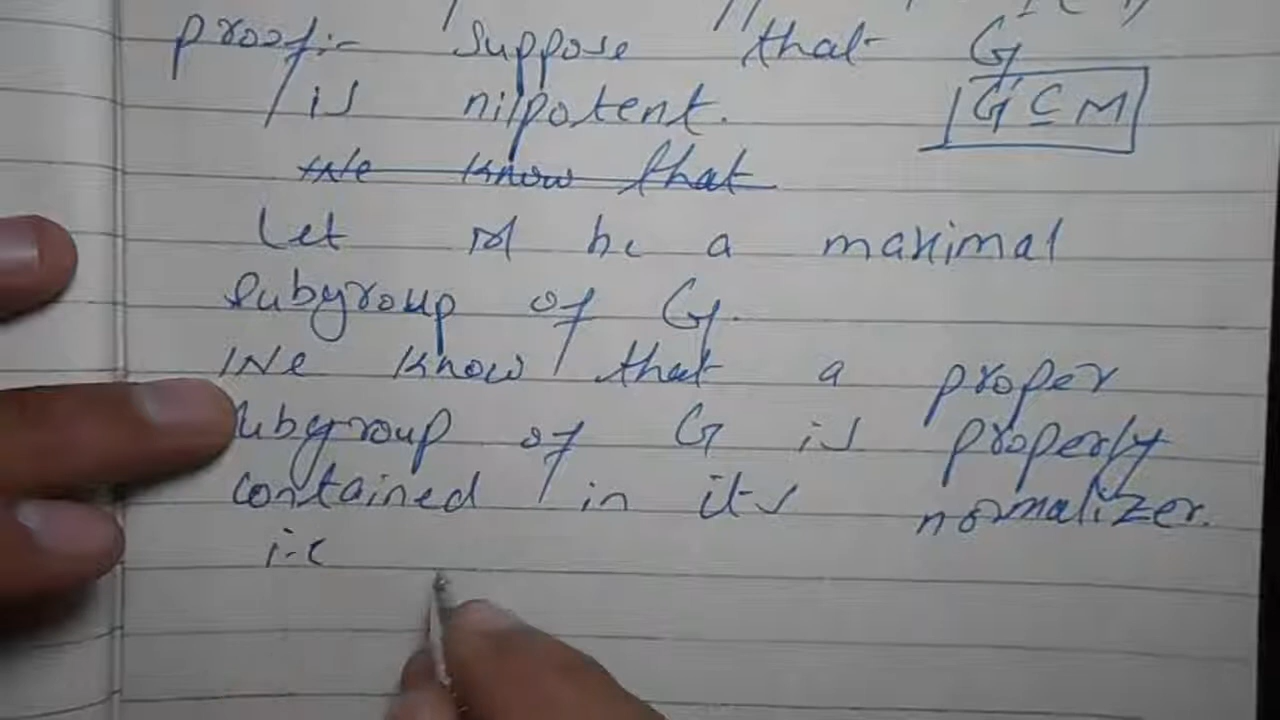 proof:- Suppose that G
is nilpotent. G' ⊆ M
We know that
Let M be a maximal
Subgroup of G.
We know that a proper
Subgroup of G is properly
contained in its normalizer.
i.e